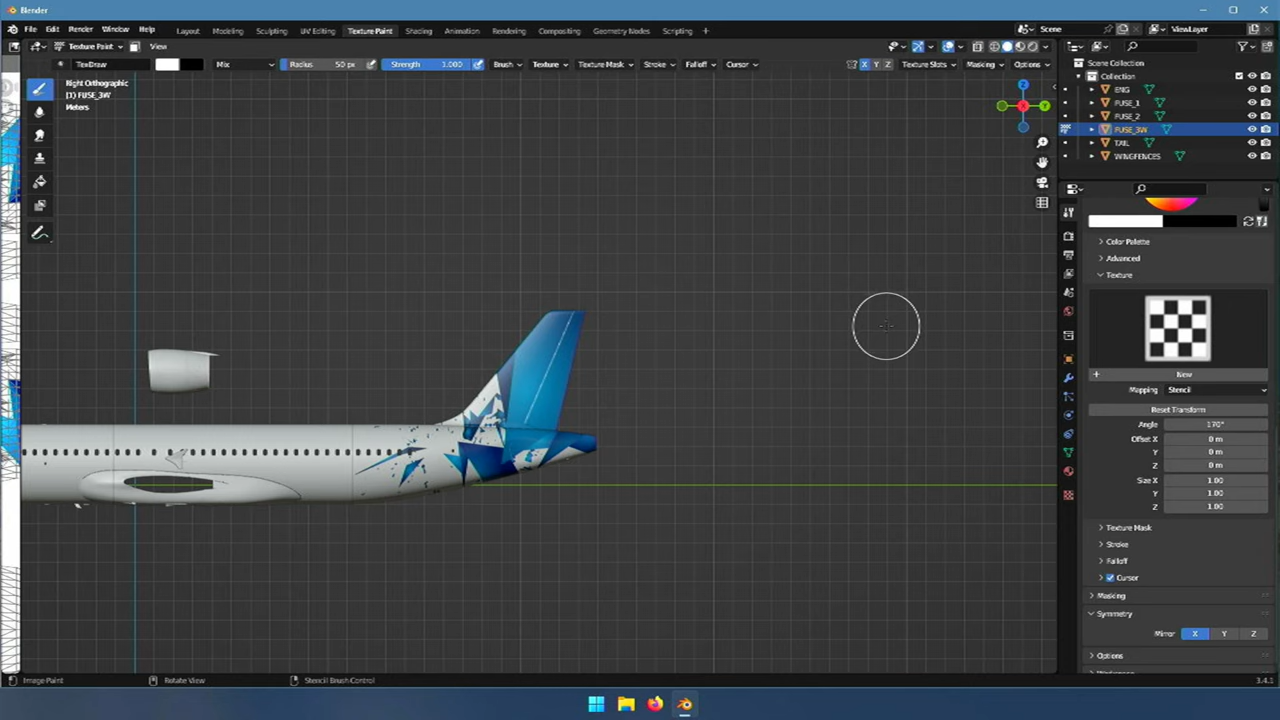 Blender
File Edit Render Window Help Layout Modeling Sculpting UV Editing Texture Paint Shading Animation Rendering Compositing Geometry Nodes Scripting Scene ViewLayer
Texture Paint View
TexDraw Mix Radius 50 px Strength 1.000 Brush Texture Texture Mask Stroke Falloff Cursor X Y Z Texture Slots Masking Options
Right Orthographic
(1) FUSE_3W
Meters
Z
X
Y
Scene Collection
Collection
ENG
FUSE_1
FUSE_2
FUSE_3W
TAIL
WINGFENCES
Color Palette
Advanced
Texture
New
Mapping Stencil
Reset Transform
Angle 170°
Offset X 0 m
Y 0 m
Z 0 m
Size X 1.00
Y 1.00
Z 1.00
Texture Mask
Stroke
Falloff
Cursor
Masking
Symmetry
Mirror X Y Z
Options
Image Paint Rotate View Stencil Brush Control 3.4.1